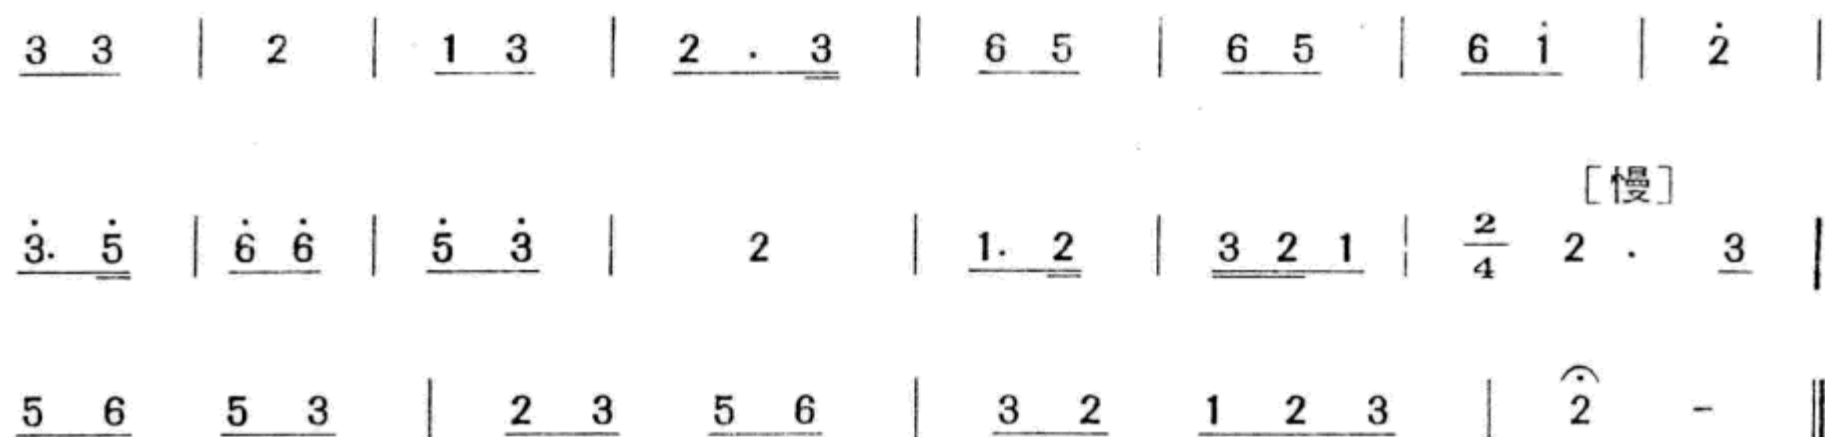 3 3 | 2 | 1 3 | 2 . 3 | 6 5 | 6 5 | 6 i̇ | 2̇ |
[慢]
3̇. 5̇ | 6̇ 6̇ | 5̇ 3̇ | 2 | 1. 2 | 3 2 1 | 2/4 2 . 3 |
5 6 5 3 | 2 3 5 6 | 3 2 1 2 3 | 2 - ‖